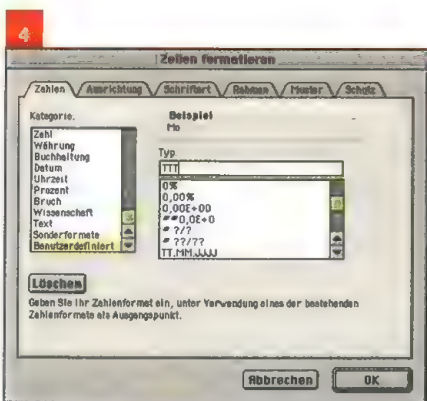 4
Zellen formatieren
Zahlen Ausrichtung Schriftart Rahmen Muster Schutz
Kategorie: Beispiel
Mo
Zahl
Währung
Buchhaltung
Datum
Uhrzeit
Prozent
Bruch
Wissenschaft
Text
Sonderformate
Benutzerdefiniert
Typ
TTT
0%
0,00%
0,00E+00
##0,0E+0
# ?/?
# ??/??
TT.MM.JJJJ
Löschen
Geben Sie Ihr Zahlenformat ein, unter Verwendung eines der bestehenden
Zahlenformate als Ausgangspunkt.
Abbrechen OK